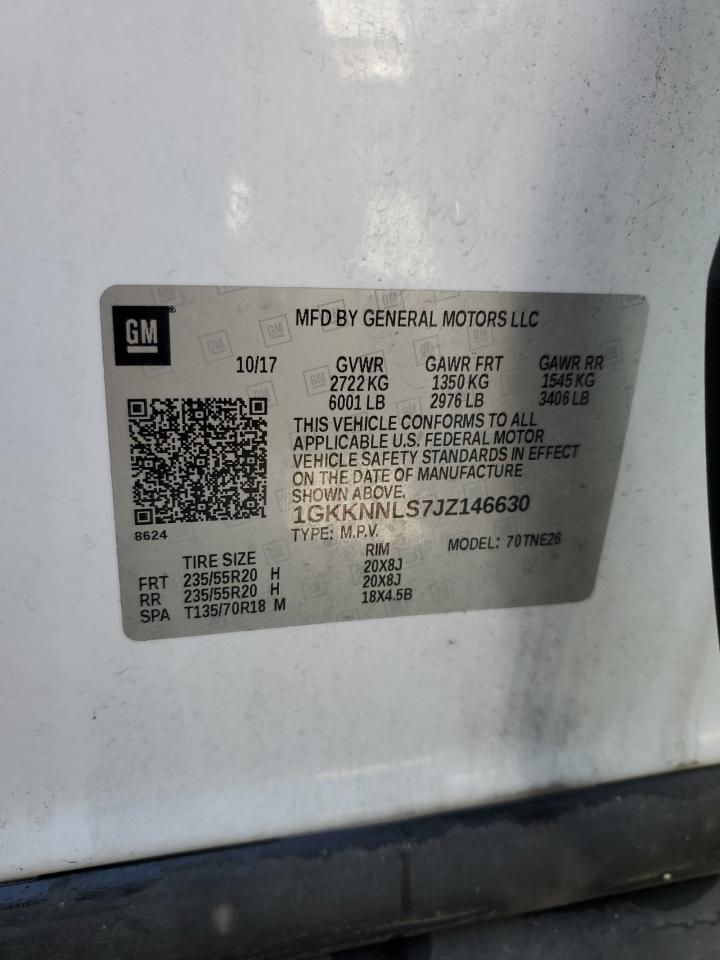 GM
MFD BY GENERAL MOTORS LLC
10/17 GVWR GAWR FRT GAWR RR
2722 KG 1350 KG 1545 KG
6001 LB 2976 LB 3406 LB
THIS VEHICLE CONFORMS TO ALL
APPLICABLE U.S. FEDERAL MOTOR
VEHICLE SAFETY STANDARDS IN EFFECT
ON THE DATE OF MANUFACTURE
SHOWN ABOVE.
1GKKNNLS7JZ146630
8624
TYPE: M.P.V. MODEL: 70TNE26
TIRE SIZE RIM
FRT 235/55R20 H 20X8J
RR 235/55R20 H 20X8J
SPA T135/70R18 M 18X4.5B